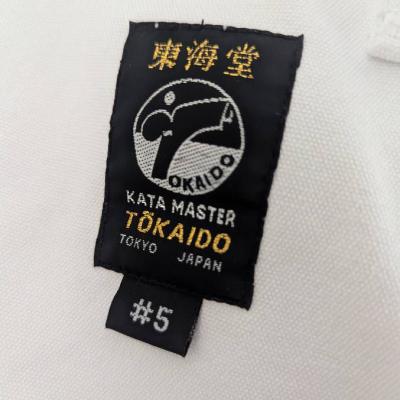 東海堂
TOKAIDO
KATA MASTER
TŌKAIDO
TOKYO JAPAN
#5